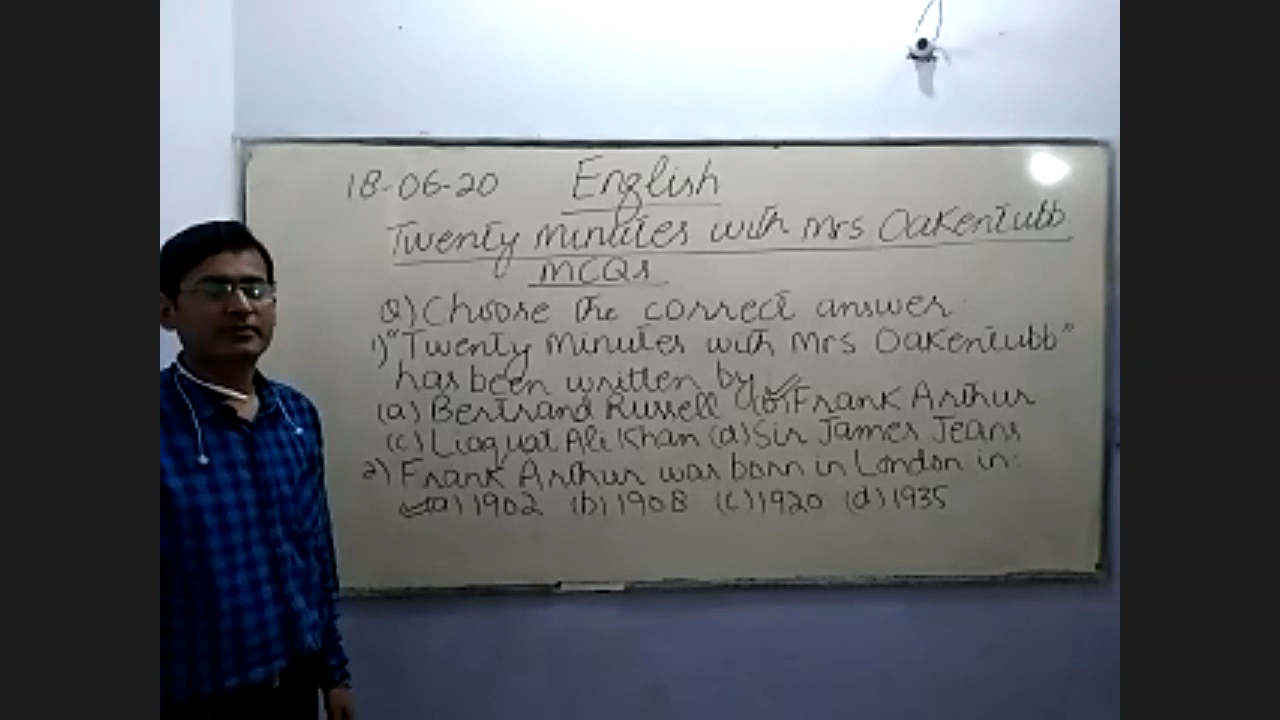 18-06-20 English
Twenty Minutes with Mrs Oakentubb
MCQs
Q) Choose the correct answer:
1) "Twenty Minutes with Mrs Oakentubb"
has been written by:
(a) Bertrand Russell (b) Frank Arthur
(c) Liaquat Ali Khan (d) Sir James Jeans
2) Frank Arthur was born in London in:
(a) 1902 (b) 1908 (c) 1920 (d) 1935